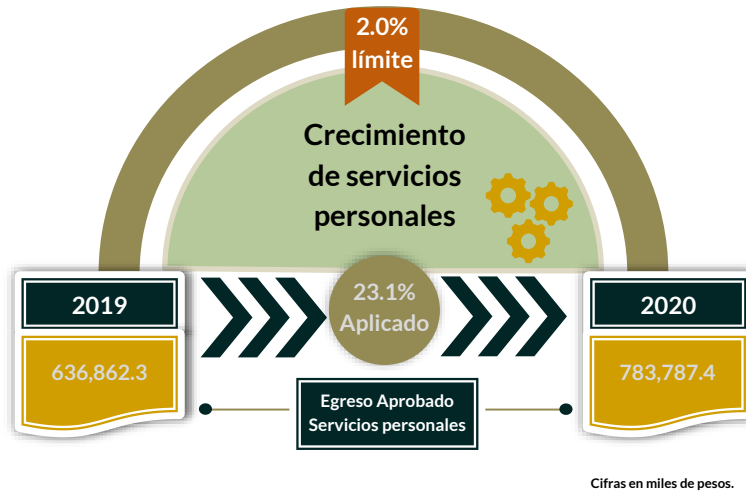 2.0%
límite
Crecimiento
de servicios
personales
2019
23.1%
Aplicado
2020
636,862.3
783,787.4
Egreso Aprobado
Servicios personales
Cifras en miles de pesos.